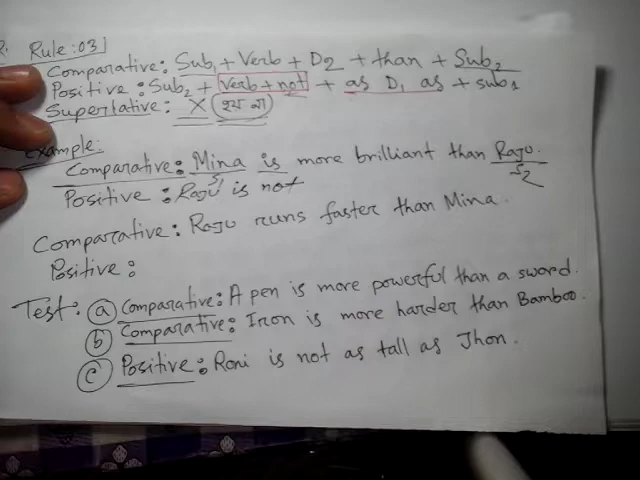 R: Rule:03
Comparative: Sub1 + Verb + D2 + than + Sub2
Positive : Sub2 + Verb + not + as D1 as + sub1
Superlative: X (হয় না)
Example:
Comparative: Mina is more brilliant than Raju.
S1 S2
Positive : Raju is not
Comparative: Raju runs faster than Mina.
Positive :
Test: (a) Comparative: A pen is more powerful than a sword.
(b) Comparative: Iron is more harder than Bamboo.
(c) Positive : Roni is not as tall as Jhon.